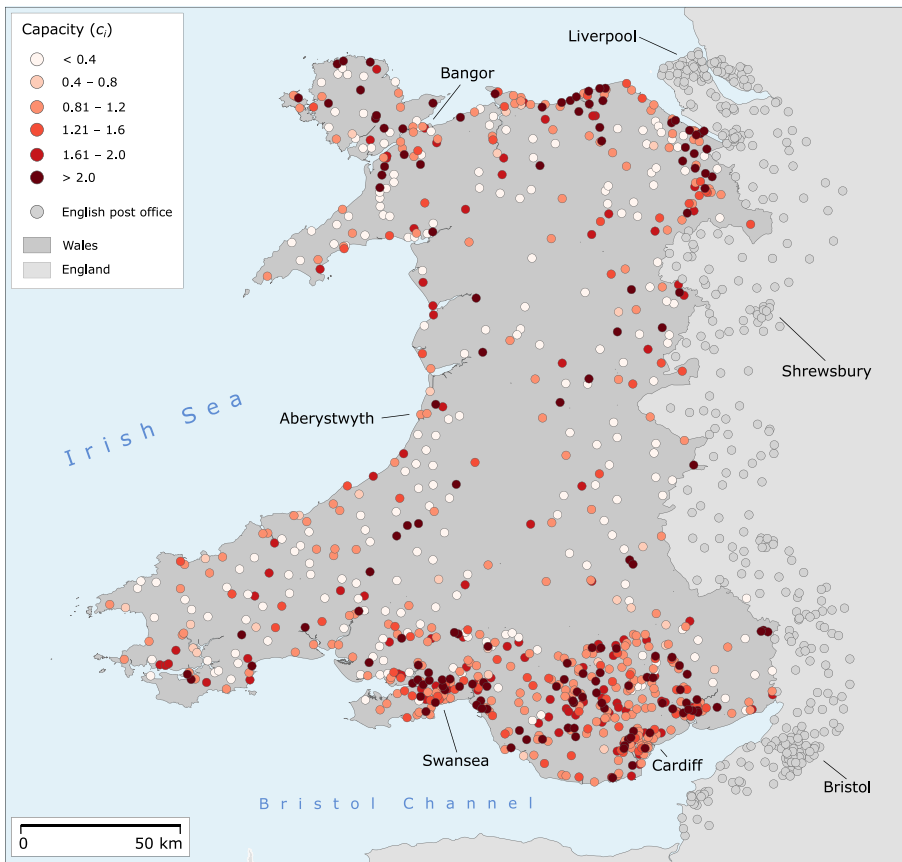 Capacity (cᵢ)
< 0.4
0.4 – 0.8
0.81 – 1.2
1.21 – 1.6
1.61 – 2.0
> 2.0
English post office
Wales
England
Liverpool
Bangor
Shrewsbury
Aberystwyth
Irish Sea
Swansea
Cardiff
Bristol
Bristol Channel
0 50 km